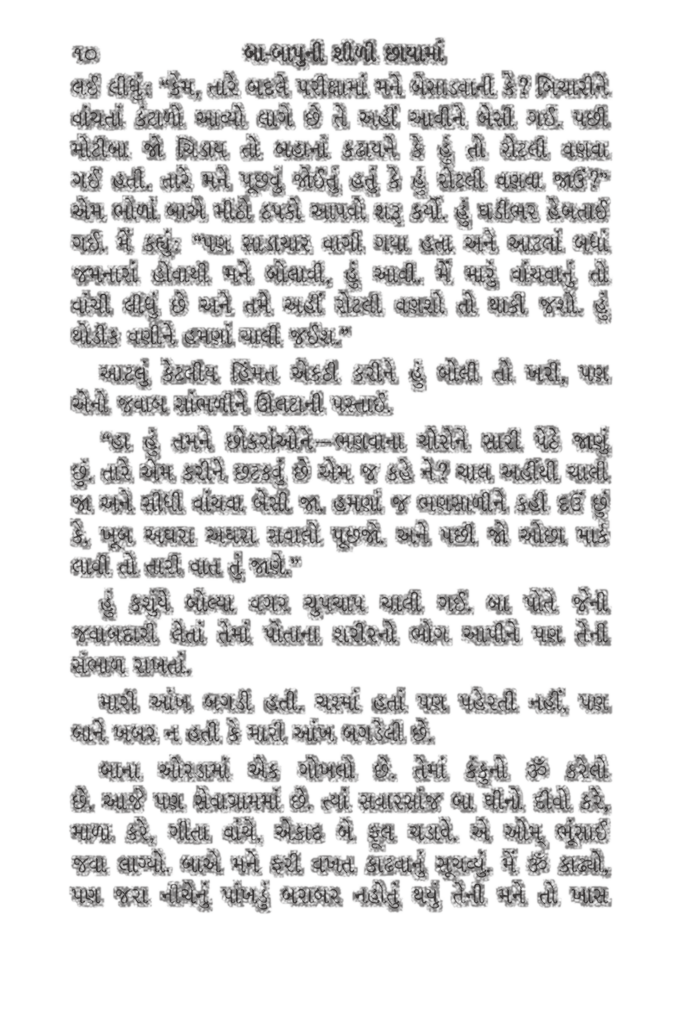 ૧૦ બા-બાપુની શીળી છાયામાં
લઈ લીધું: “કેમ, તારે બદલે પરીક્ષામાં મને બેસાડવાની કે? બિચારીને
વાંચતાં કંટાળો આવ્યો લાગે છે તે અહીં આવીને બેસી ગઈ. પછી
મોટીબા જો ચિડાય તો બહાનાં કઢાયને કે હું તો રોટલી વણવા
ગઈ હતી. તારે મને પૂછવું જોઈતું હતું કે હું રોટલી વણવા જાઉં?”
એમ ભોળાં બાએ મીઠો ઠપકો આપવો શરૂ કર્યો. હું ઘડીભર હેબતાઈ
ગઈ. મેં કહ્યું: “પણ સાડાચાર વાગી ગયા હતા અને આટલાં બધાં
જમનારાં હોવાથી મને બોલાવી, હું આવી. મેં મારું વાંચવાનું તો
વાંચી લીધું છે અને તમે અહીં રોટલી વણશો તો થાકી જશો. હું
થોડીક વણીને હમણાં ચાલી જઈશ.”
આટલું કેટલીય હિંમત એકઠી કરીને હું બોલી તો ખરી, પણ
એનો જવાબ સાંભળીને ઊલટાની પસ્તાઈ.
“હા, હું તમને છોકરાંઓને—ભણવાના ચોરોને સારી પેઠે જાણું
છું. તારે એમ કરીને છટકવું છે એમ જ કહે ને? ચાલ અહીંથી ચાલી
જા અને સીધી વાંચવા બેસી જા. હમણાં જ ભણસાળીને કહી દઉં છું
કે, ખૂબ અઘરા અઘરા સવાલો પૂછજો. અને પછી જો ઓછા માર્ક
લાવી તો તારી વાત તું જાણે.”
હું કશુંયે બોલ્યા વગર ચુપચાપ ચાલી ગઈ. બા પોતે જેની
જવાબદારી લેતાં તેમાં પોતાના શરીરનો ભોગ આપીને પણ તેની
સંભાળ રાખતાં.
મારી આંખ બગડી હતી. ચશ્માં હતાં પણ પહેરતી નહીં, પણ
બાને ખબર ન હતી કે મારી આંખ બગડેલી છે.
બાના ઓરડામાં એક ગોખલો છે. તેમાં કંકુનો ૐ કરેલો
છે. આજે પણ સેવાગ્રામમાં છે. ત્યાં સવારસાંજ બા ઘીનો દીવો કરે,
માળા કરે, ગીતા વાંચે, એકાદ બે ફૂલ ચડાવે. એ ઓમ્ ભુંસાઈ
જવા લાગ્યો. બાએ મને ફરી વખત કાઢવાનું સૂચવ્યું. મેં ૐ કાઢ્યો,
પણ જરા નીચેનું પાંખડું બરાબર નહોતું થયું તેની મને તો ખાસ